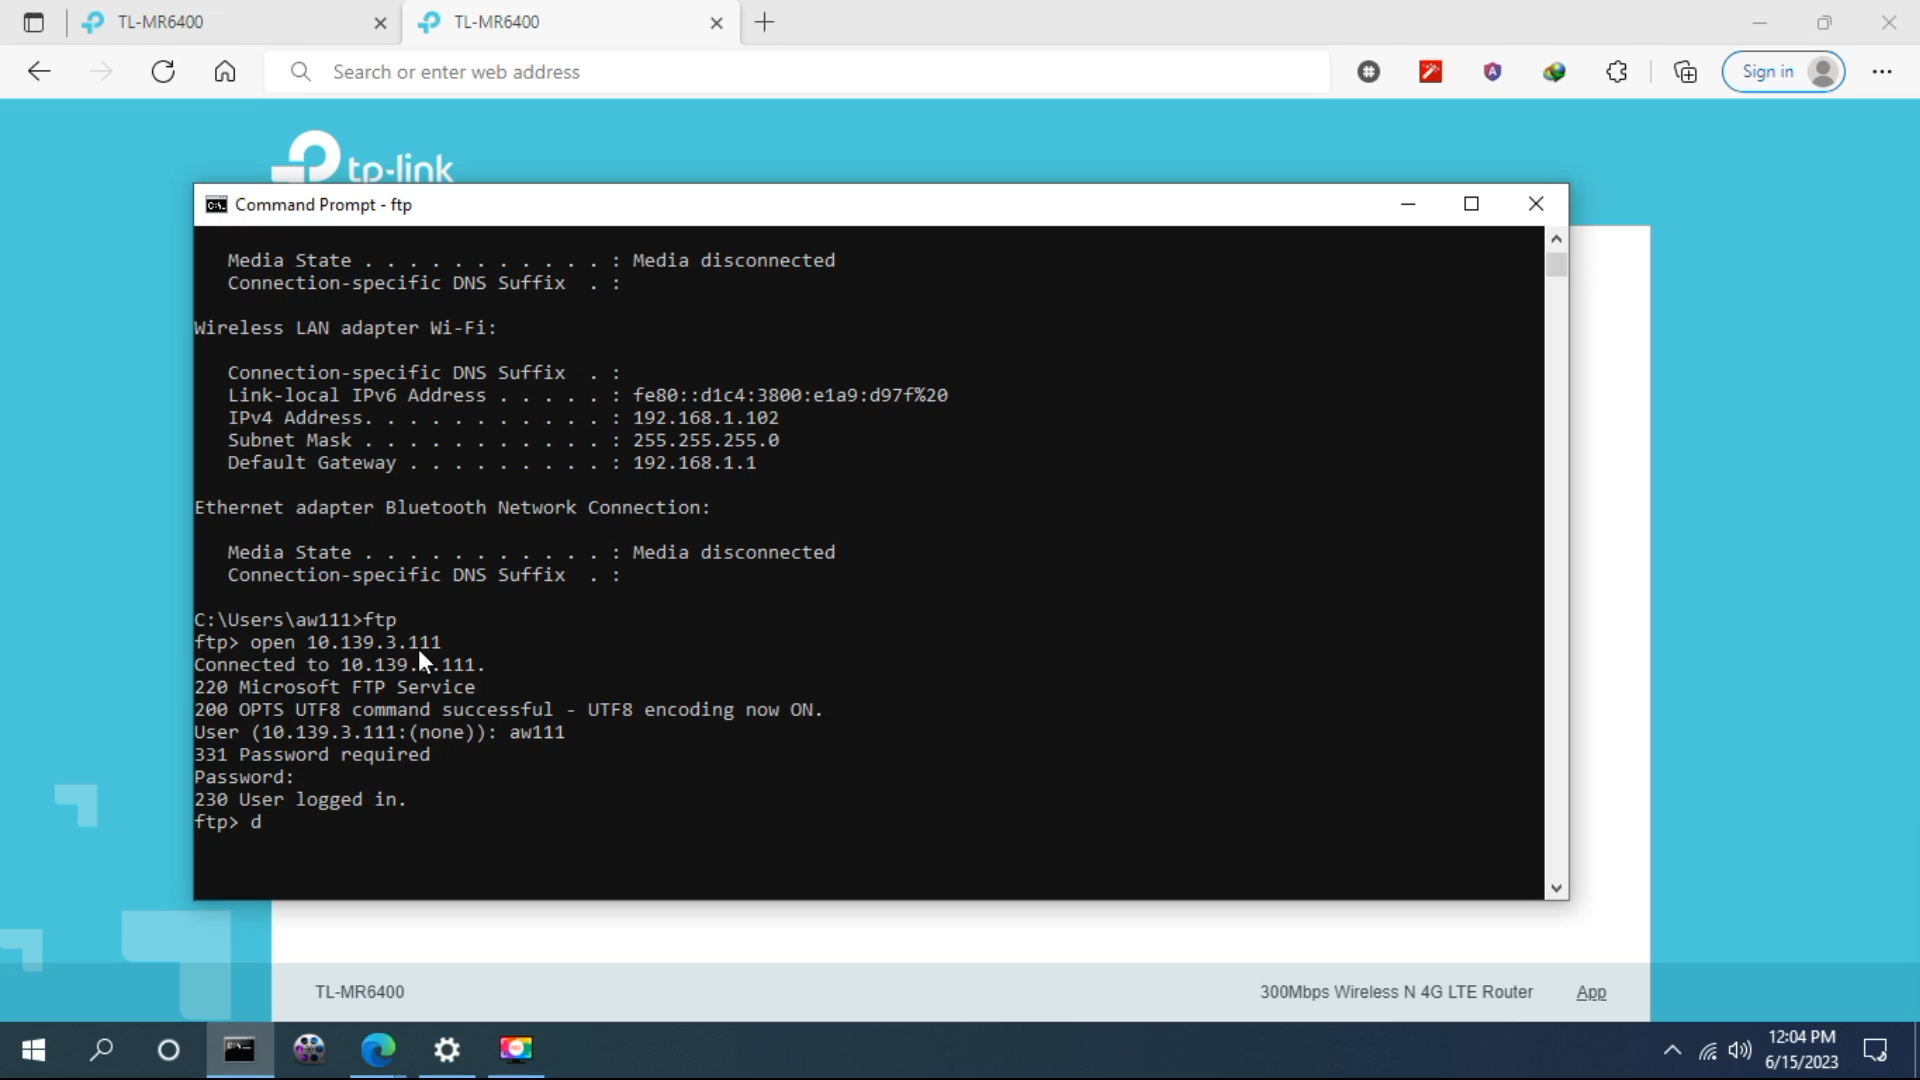 TL-MR6400
TL-MR6400
Search or enter web address
Sign in
tp-link
Command Prompt - ftp
Media State . . . . . . . . . . . : Media disconnected
Connection-specific DNS Suffix  . :
Wireless LAN adapter Wi-Fi:
Connection-specific DNS Suffix  . :
Link-local IPv6 Address . . . . . : fe80::d1c4:3800:e1a9:d97f%20
IPv4 Address. . . . . . . . . . . : 192.168.1.102
Subnet Mask . . . . . . . . . . . : 255.255.255.0
Default Gateway . . . . . . . . . : 192.168.1.1
Ethernet adapter Bluetooth Network Connection:
Media State . . . . . . . . . . . : Media disconnected
Connection-specific DNS Suffix  . :
C:\Users\aw111>ftp
ftp> open 10.139.3.111
Connected to 10.139. .111.
220 Microsoft FTP Service
200 OPTS UTF8 command successful - UTF8 encoding now ON.
User (10.139.3.111:(none)): aw111
331 Password required
Password:
230 User logged in.
ftp> d
TL-MR6400
300Mbps Wireless N 4G LTE Router
App
12:04 PM
6/15/2023